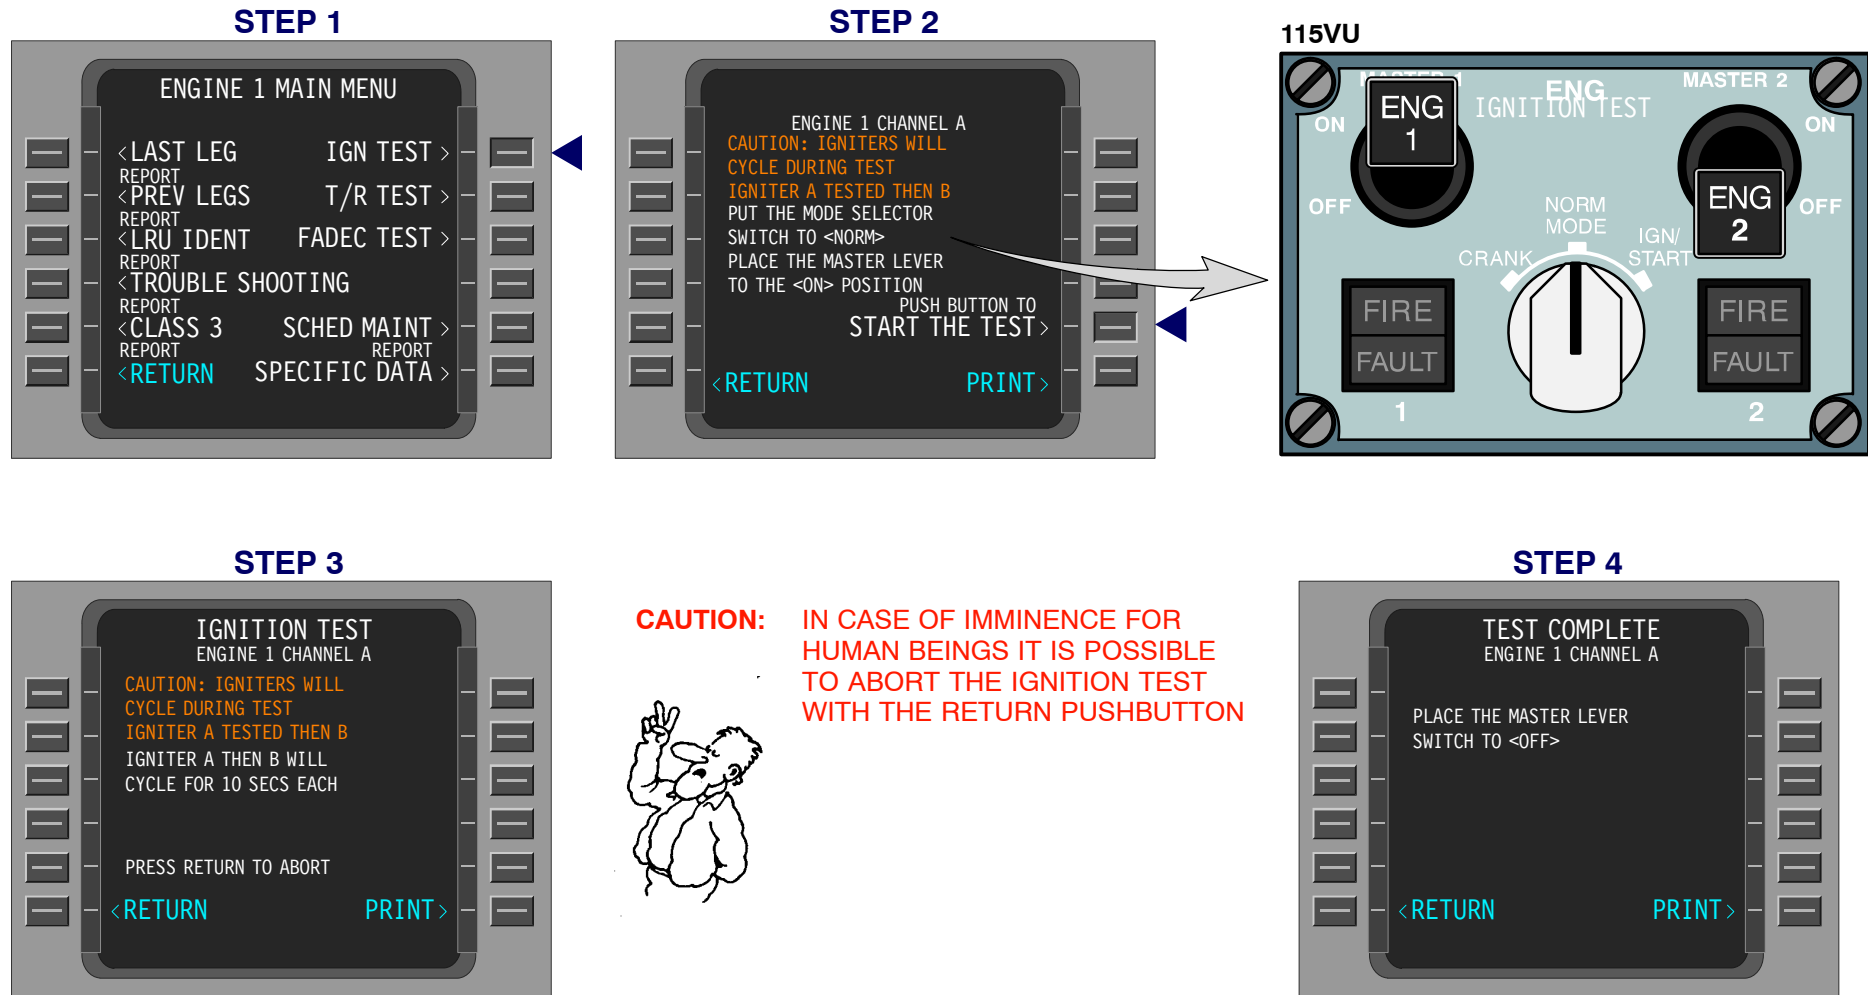 STEP 1
ENGINE 1 MAIN MENU
<LAST LEG IGN TEST >
REPORT
<PREV LEGS T/R TEST >
REPORT
<LRU IDENT FADEC TEST >
REPORT
<TROUBLE SHOOTING
REPORT
<CLASS 3 SCHED MAINT >
REPORT REPORT
<RETURN SPECIFIC DATA >
STEP 2
ENGINE 1 CHANNEL A
CAUTION: IGNITERS WILL
CYCLE DURING TEST
IGNITER A TESTED THEN B
PUT THE MODE SELECTOR
SWITCH TO <NORM>
PLACE THE MASTER LEVER
TO THE <ON> POSITION
PUSH BUTTON TO
START THE TEST>
<RETURN PRINT>
115VU
MASTER 1 ENG MASTER 2
IGNITION TEST
ENG
1
ON ON
OFF OFF
ENG
2
NORM
MODE
CRANK
IGN/
START
FIRE FIRE
FAULT FAULT
1 2
STEP 3
IGNITION TEST
ENGINE 1 CHANNEL A
CAUTION: IGNITERS WILL
CYCLE DURING TEST
IGNITER A TESTED THEN B
IGNITER A THEN B WILL
CYCLE FOR 10 SECS EACH
PRESS RETURN TO ABORT
<RETURN PRINT>
CAUTION: IN CASE OF IMMINENCE FOR
HUMAN BEINGS IT IS POSSIBLE
TO ABORT THE IGNITION TEST
WITH THE RETURN PUSHBUTTON
STEP 4
TEST COMPLETE
ENGINE 1 CHANNEL A
PLACE THE MASTER LEVER
SWITCH TO <OFF>
<RETURN PRINT>